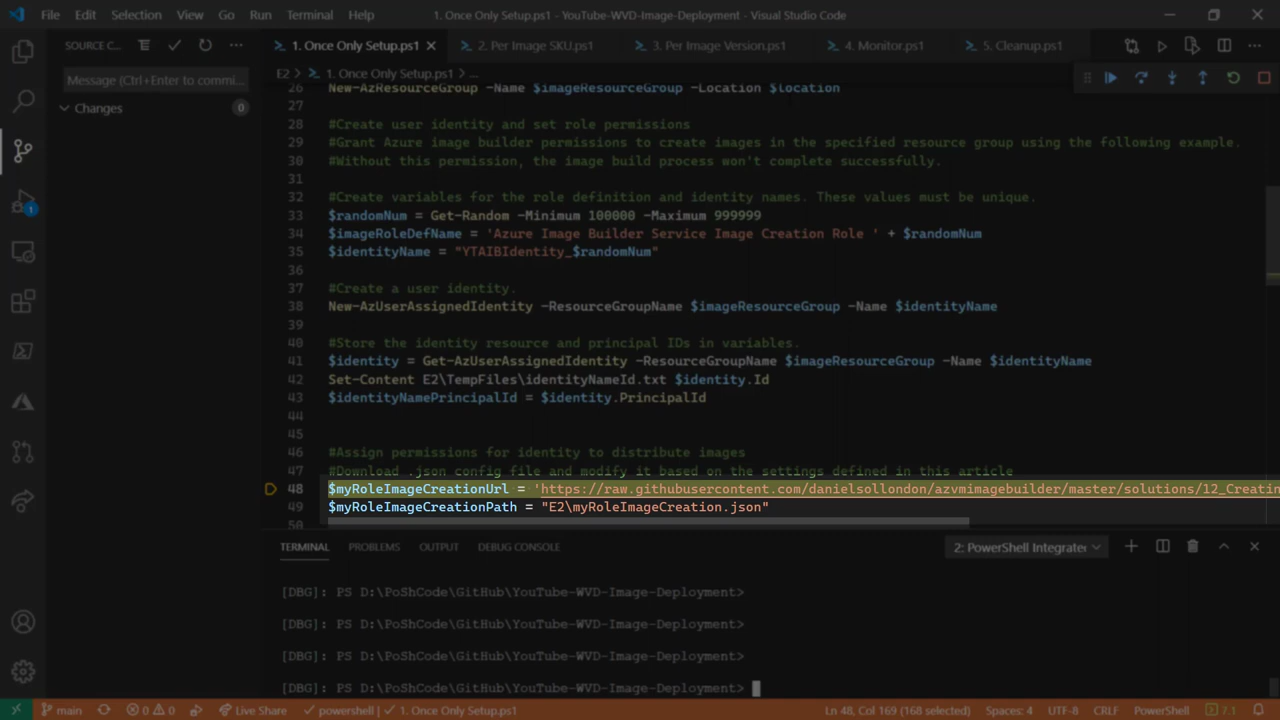 File Edit Selection View Go Run Terminal Help 1. Once Only Setup.ps1 - YouTube-WVD-Image-Deployment - Visual Studio Code
SOURCE C... 1. Once Only Setup.ps1 2. Per Image SKU.ps1 3. Per Image Version.ps1 4. Monitor.ps1 5. Cleanup.ps1
Message (Ctrl+Enter to commi...
E2 > 1. Once Only Setup.ps1 > ...
Changes 0
26 New-AzResourceGroup -Name $imageResourceGroup -Location $location
27
28 #Create user identity and set role permissions
29 #Grant Azure image builder permissions to create images in the specified resource group using the following example.
30 #Without this permission, the image build process won't complete successfully.
31
32 #Create variables for the role definition and identity names. These values must be unique.
33 $randomNum = Get-Random -Minimum 100000 -Maximum 999999
34 $imageRoleDefName = 'Azure Image Builder Service Image Creation Role ' + $randomNum
35 $identityName = "YTAIBIdentity_$randomNum"
36
37 #Create a user identity.
38 New-AzUserAssignedIdentity -ResourceGroupName $imageResourceGroup -Name $identityName
39
40 #Store the identity resource and principal IDs in variables.
41 $identity = Get-AzUserAssignedIdentity -ResourceGroupName $imageResourceGroup -Name $identityName
42 Set-Content E2\TempFiles\identityNameId.txt $identity.Id
43 $identityNamePrincipalId = $identity.PrincipalId
44
45
46 #Assign permissions for identity to distribute images
47 #Download .json config file and modify it based on the settings defined in this article
48 $myRoleImageCreationUrl = 'https://raw.githubusercontent.com/danielsollondon/azvmimagebuilder/master/solutions/12_Creatin
49 $myRoleImageCreationPath = "E2\myRoleImageCreation.json"
50
1
TERMINAL PROBLEMS OUTPUT DEBUG CONSOLE 2: PowerShell Integrate
[DBG]: PS D:\PoShCode\GitHub\YouTube-WVD-Image-Deployment>
[DBG]: PS D:\PoShCode\GitHub\YouTube-WVD-Image-Deployment>
[DBG]: PS D:\PoShCode\GitHub\YouTube-WVD-Image-Deployment>
[DBG]: PS D:\PoShCode\GitHub\YouTube-WVD-Image-Deployment>
main 0 0 Live Share powershell | 1. Once Only Setup.ps1 Ln 48, Col 169 (168 selected) Spaces: 4 UTF-8 CRLF PowerShell 7.1